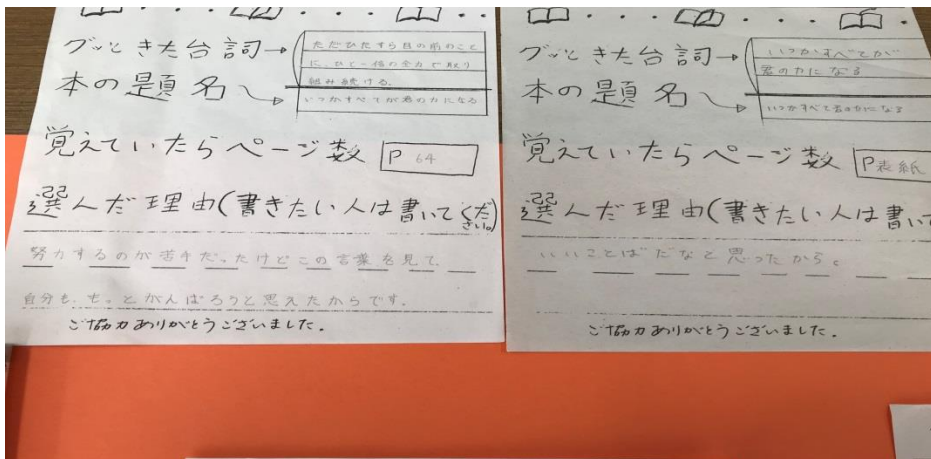 グッときた台詞→
ただひたすら目の前のこと
に、ひと一倍の全力で取り
組み続ける。
本の題名
いつかすべてが君の力になる
覚えていたらページ数 P 64
選んだ理由(書きたい人は書いてください。)
努力するのが苦手だったけどこの言葉を見て、
自分も、もっとがんばろうと思えたからです。
ご協力ありがとうございました。
グッときた台詞→
いつかすべてが
君の力になる
本の題名
いつかすべて君の力になる
覚えていたらページ数 P表紙
選んだ理由(書きたい人は書いて
いいことばだなと思ったから。
ご協力ありがとうございました。